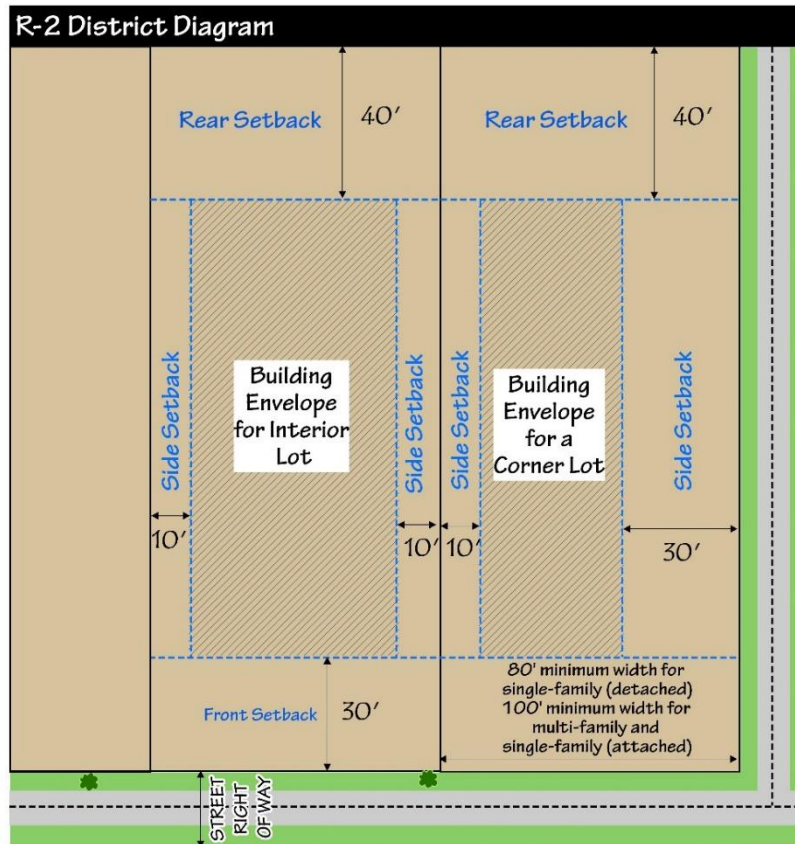 R-2 District Diagram
Rear Setback
40'
Rear Setback
40'
Side Setback
Building
Envelope
for Interior
Lot
Side Setback
Side Setback
Building
Envelope
for a
Corner Lot
Side Setback
10'
10'
10'
30'
Front Setback
30'
80' minimum width for
single-family (detached)
100' minimum width for
multi-family and
single-family (attached)
STREET
RIGHT
OF WAY